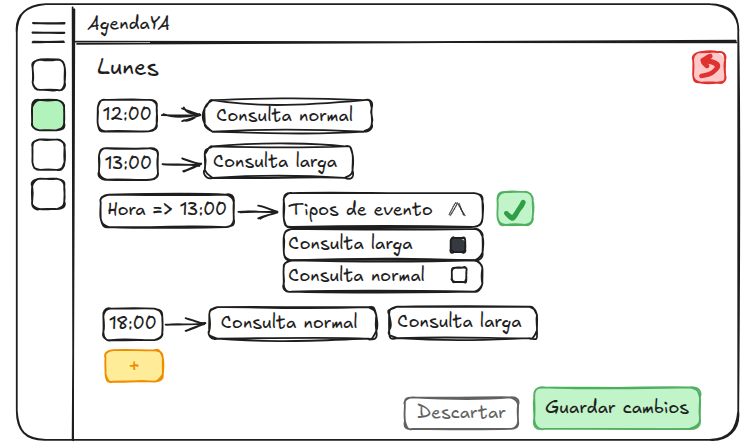 AgendaYA
Lunes
12:00 Consulta normal
13:00 Consulta larga
Hora => 13:00 Tipos de evento
Consulta larga
Consulta normal
18:00 Consulta normal Consulta larga
+
Descartar Guardar cambios